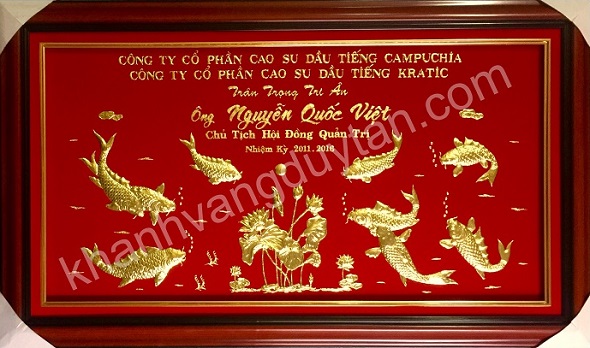 CÔNG TY CỔ PHẦN CAO SU DẦU TIẾNG CAMPUCHIA
CÔNG TY CỔ PHẦN CAO SU DẦU TIẾNG KRATIE
Trân Trọng Tri Ân
Ông Nguyễn Quốc Việt
Chủ Tịch Hội Đồng Quản Trị
Nhiệm Kỳ 2011.2016
khanhvangduytan.com